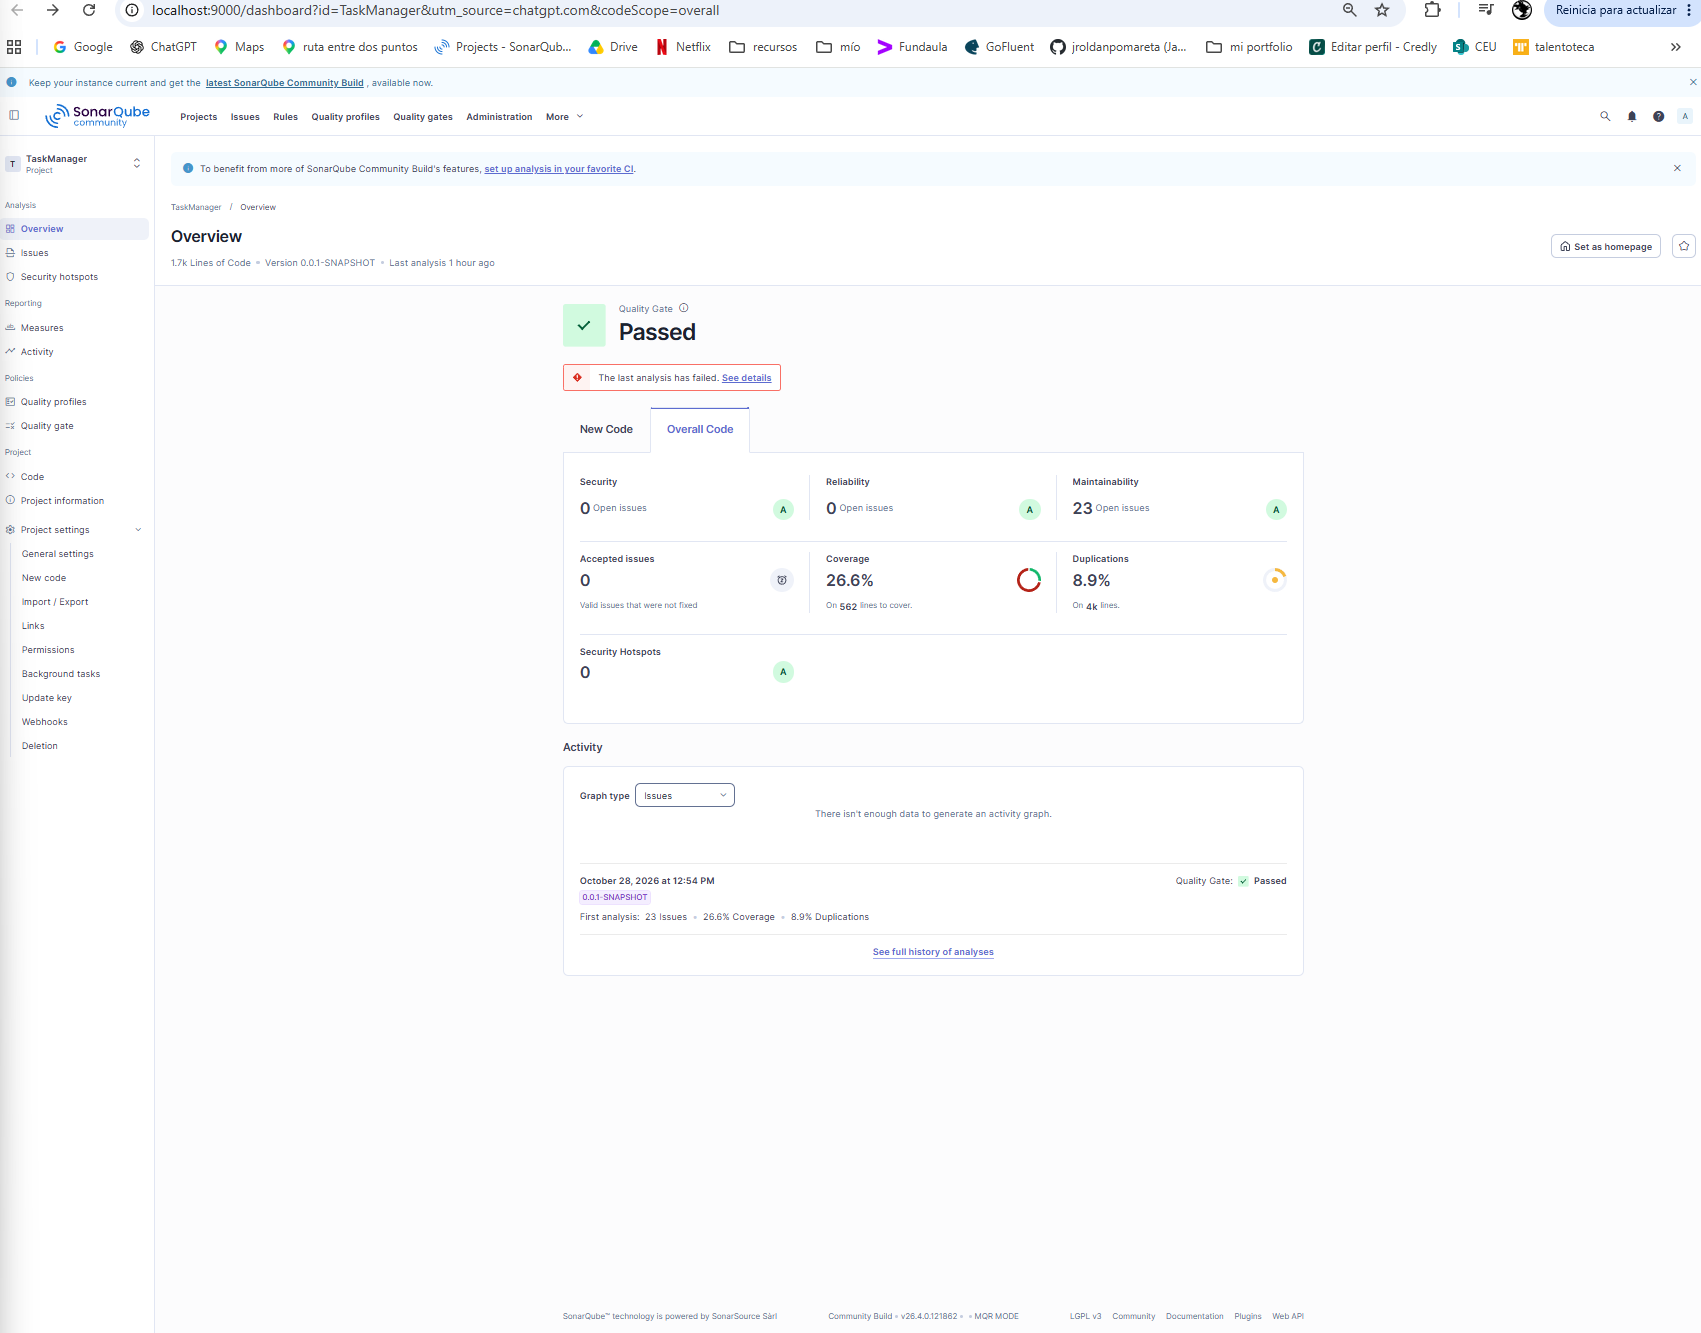 localhost:9000/dashboard?id=TaskManager&utm_source=chatgpt.com&codeScope=overall
Reinicia para actualizar
Google
ChatGPT
Maps
ruta entre dos puntos
Projects - SonarQub...
Drive
Netflix
recursos
mío
Fundaula
GoFluent
jroldanpomareta (Ja...
mi portfolio
Editar perfil - Credly
CEU
talentoteca
Keep your instance current and get the latest SonarQube Community Build , available now.
SonarQube community
Projects
Issues
Rules
Quality profiles
Quality gates
Administration
More
A
T
TaskManager
Project
Analysis
Overview
Issues
Security hotspots
Reporting
Measures
Activity
Policies
Quality profiles
Quality gate
Project
Code
Project information
Project settings
General settings
New code
Import / Export
Links
Permissions
Background tasks
Update key
Webhooks
Deletion
To benefit from more of SonarQube Community Build's features, set up analysis in your favorite CI.
TaskManager / Overview
Overview
1.7k Lines of Code • Version 0.0.1-SNAPSHOT • Last analysis 1 hour ago
Set as homepage
Quality Gate
Passed
The last analysis has failed. See details
New Code
Overall Code
Security
0 Open issues
A
Reliability
0 Open issues
A
Maintainability
23 Open issues
A
Accepted issues
0
Valid issues that were not fixed
Coverage
26.6%
On 562 lines to cover.
Duplications
8.9%
On 4k lines.
Security Hotspots
0
A
Activity
Graph type
Issues
There isn't enough data to generate an activity graph.
October 28, 2026 at 12:54 PM
Quality Gate: Passed
0.0.1-SNAPSHOT
First analysis: 23 Issues • 26.6% Coverage • 8.9% Duplications
See full history of analyses
SonarQube™ technology is powered by SonarSource Sàrl
Community Build • v26.4.0.121862 • • MQR MODE
LGPL v3
Community
Documentation
Plugins
Web API